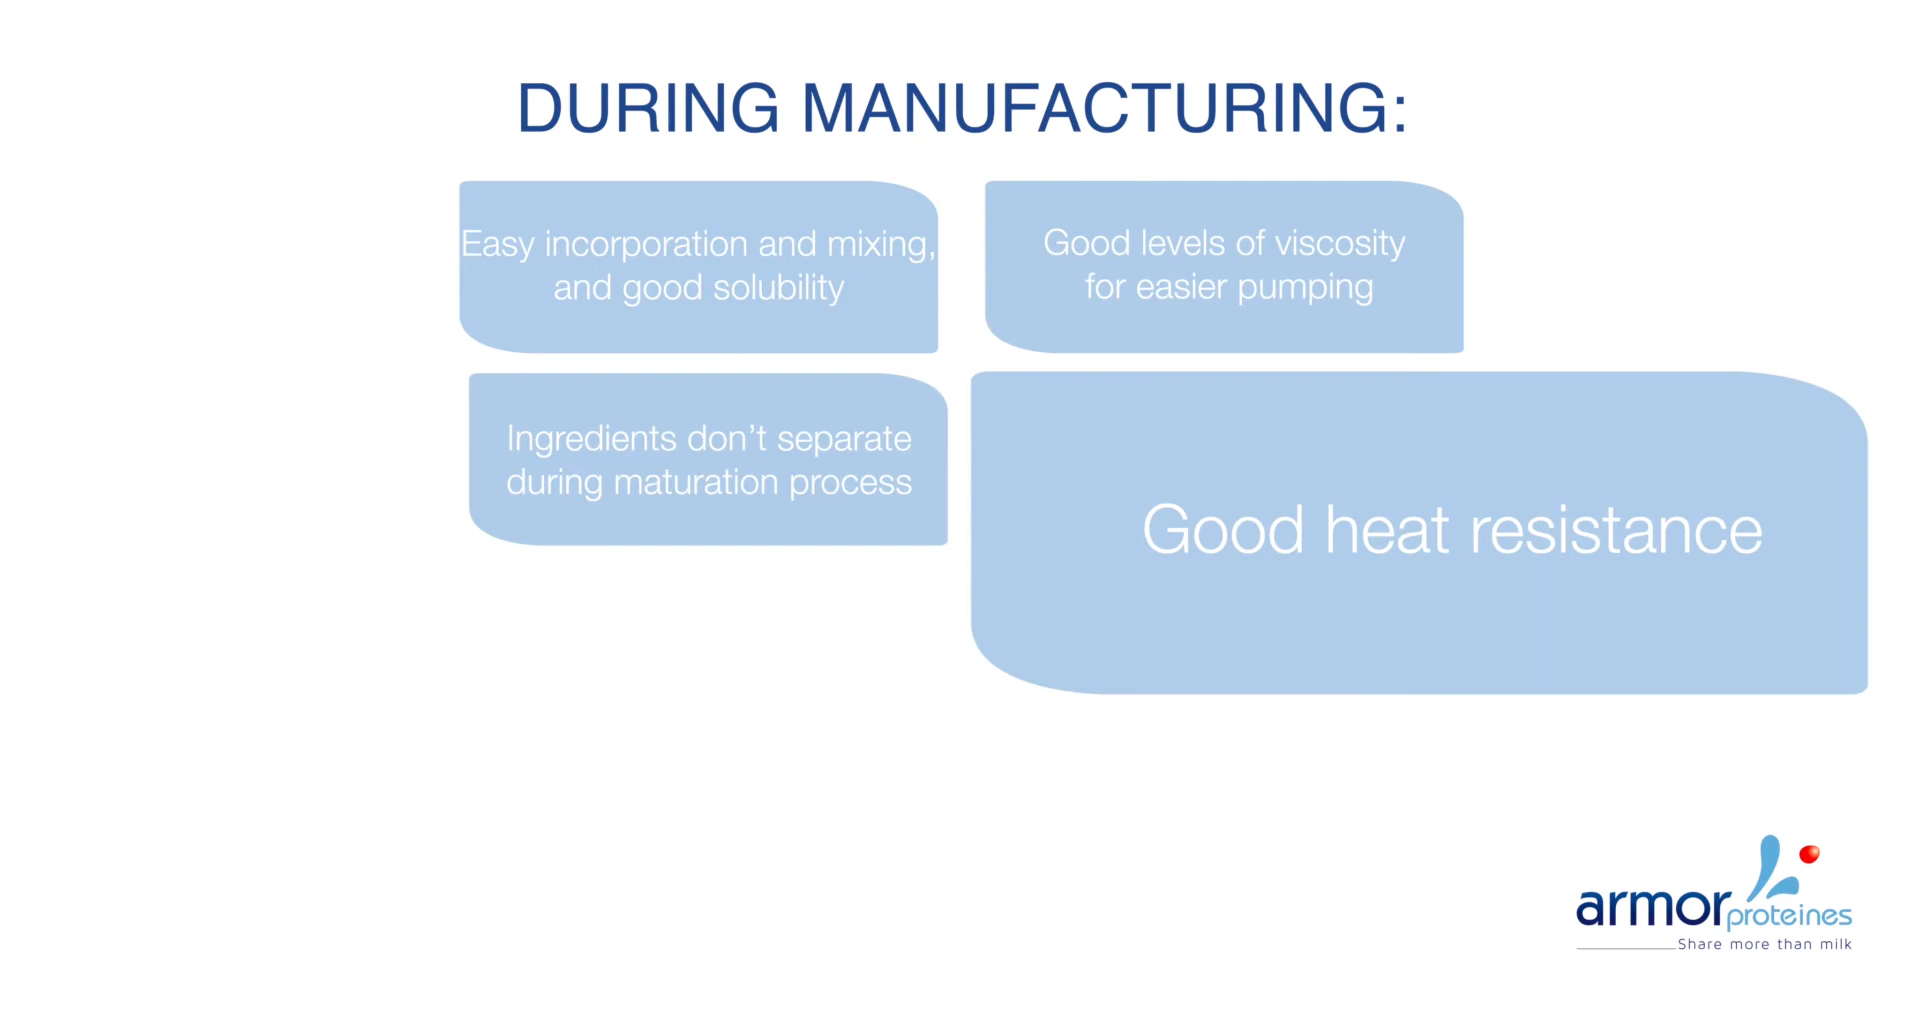 DURING MANUFACTURING:
Easy incorporation and mixing,
and good solubility
Good levels of viscosity
for easier pumping
Ingredients don’t separate
during maturation process
Good heat resistance
armor proteines
Share more than milk